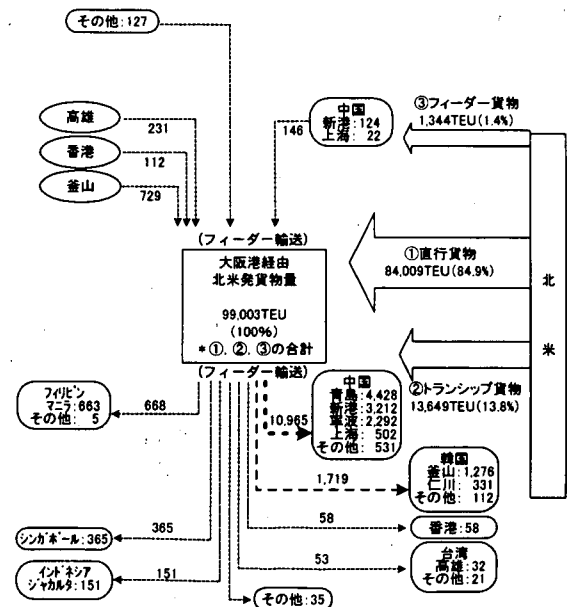 その他:127
高雄
231
香港
112
釜山
729
中国
新港:124
上海: 22
146
③フィーダー貨物
1,344TEU(1.4%)
(フィーダー輸送)
大阪港経由
北米発貨物量
99,003TEU
(100%)
*①、②、③の合計
(フィーダー輸送)
①直行貨物
84,009TEU(84.9%)
北
米
②トランシップ貨物
13,649TEU(13.8%)
フィリピン
マニラ:663
その他: 5
668
10,965
中国
青島:4,428
新港:3,212
寧波:2,292
上海: 502
その他: 531
1,719
韓国
釜山:1,276
仁川: 331
その他: 112
シンガポール:365
365
58
香港:58
インドネシア
ジャカルタ:151
151
53
台湾
高雄:32
その他:21
その他:35